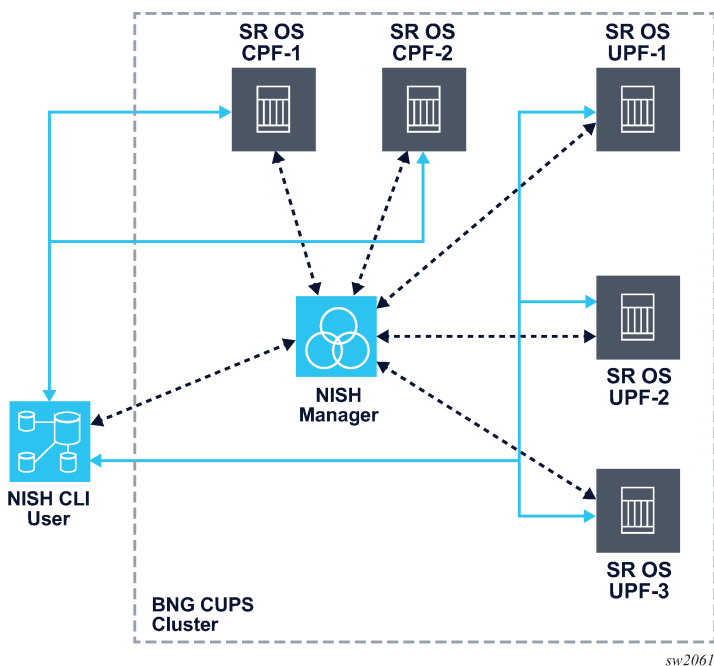 SR OS
CPF-1
SR OS
CPF-2
SR OS
UPF-1
SR OS
UPF-2
NISH
Manager
NISH CLI
User
SR OS
UPF-3
BNG CUPS
Cluster
sw2061